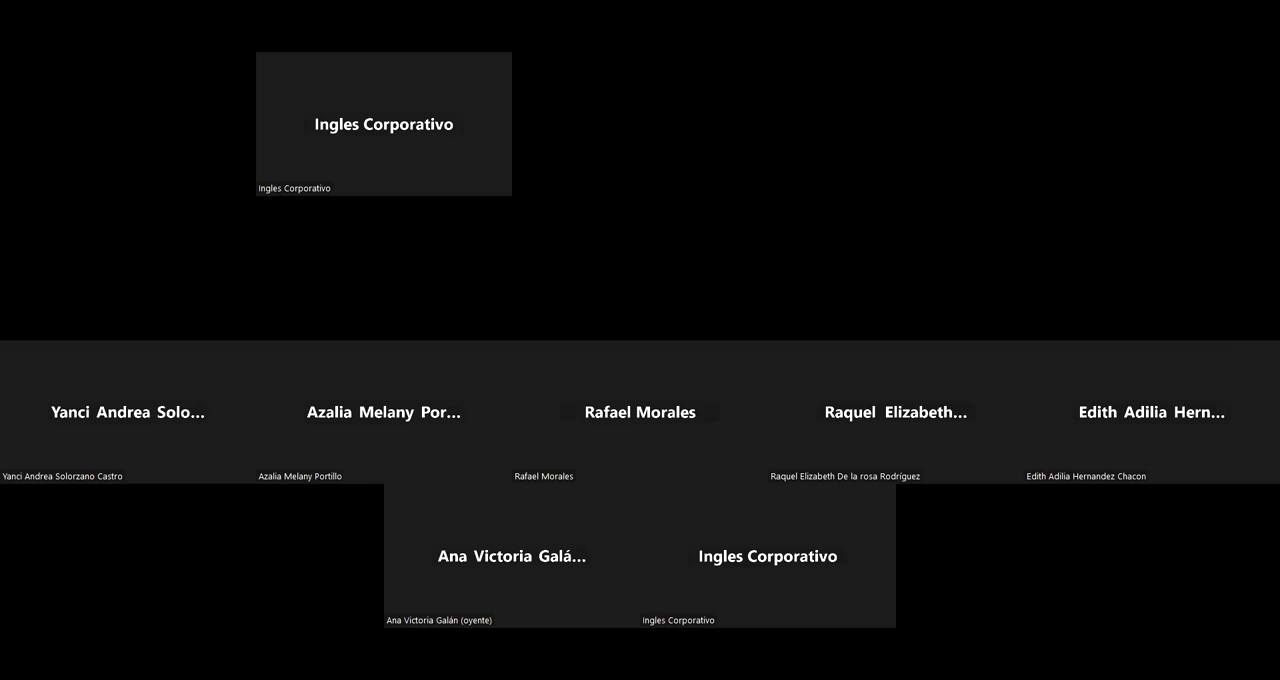 Ingles Corporativo
Ingles Corporativo
Yanci Andrea Solo...
Azalia Melany Por...
Rafael Morales
Raquel Elizabeth...
Edith Adilia Hern...
Yanci Andrea Solorzano Castro
Azalia Melany Portillo
Rafael Morales
Raquel Elizabeth De la rosa Rodríguez
Edith Adilia Hernandez Chacon
Ana Victoria Galá...
Ingles Corporativo
Ana Victoria Galán (oyente)
Ingles Corporativo